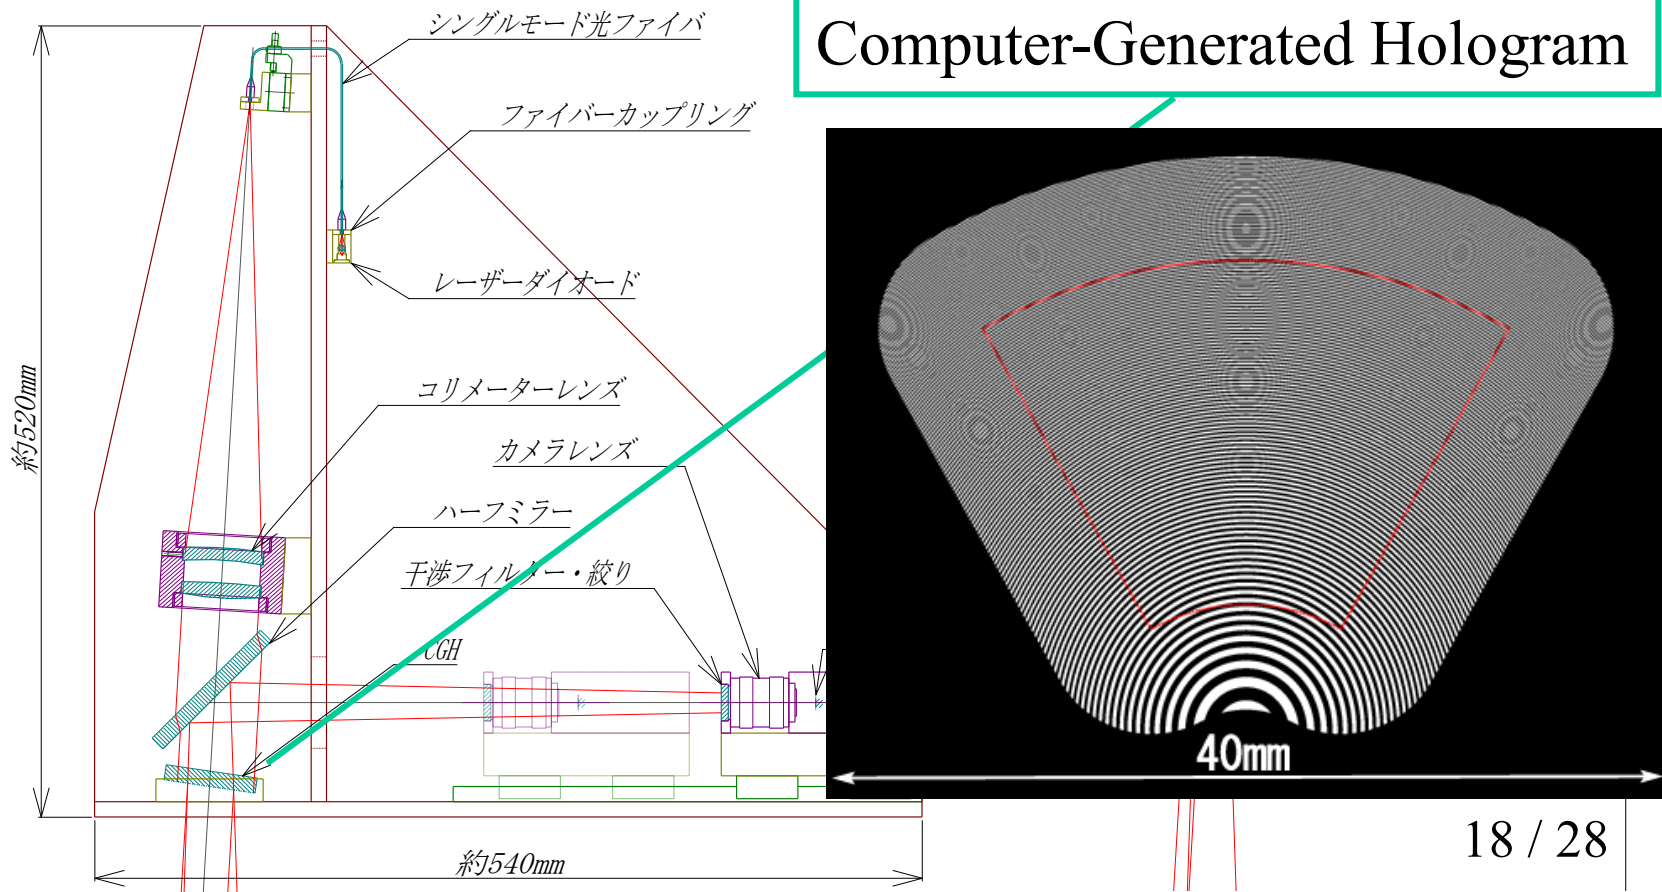 Computer-Generated Hologram
シングルモード光ファイバ
ファイバーカップリング
レーザーダイオード
コリメーターレンズ
カメラレンズ
ハーフミラー
干渉フィルター・絞り
CGH
約520mm
約540mm
40mm
18 / 28